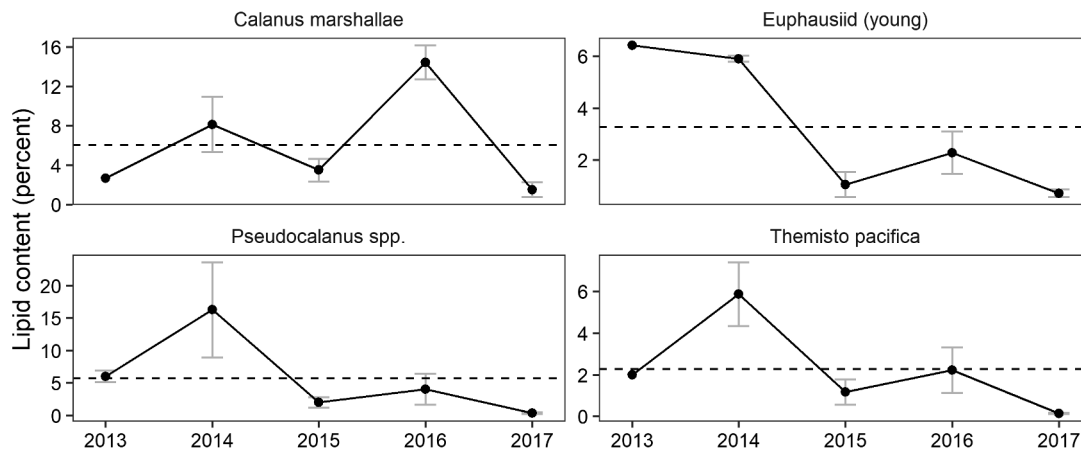 Calanus marshallae
Euphausiid (young)
16
12
8
4
0
6
4
2
Lipid content (percent)
Pseudocalanus spp.
Themisto pacifica
20
15
10
5
0
6
4
2
0
2013 2014 2015 2016 2017
2013 2014 2015 2016 2017